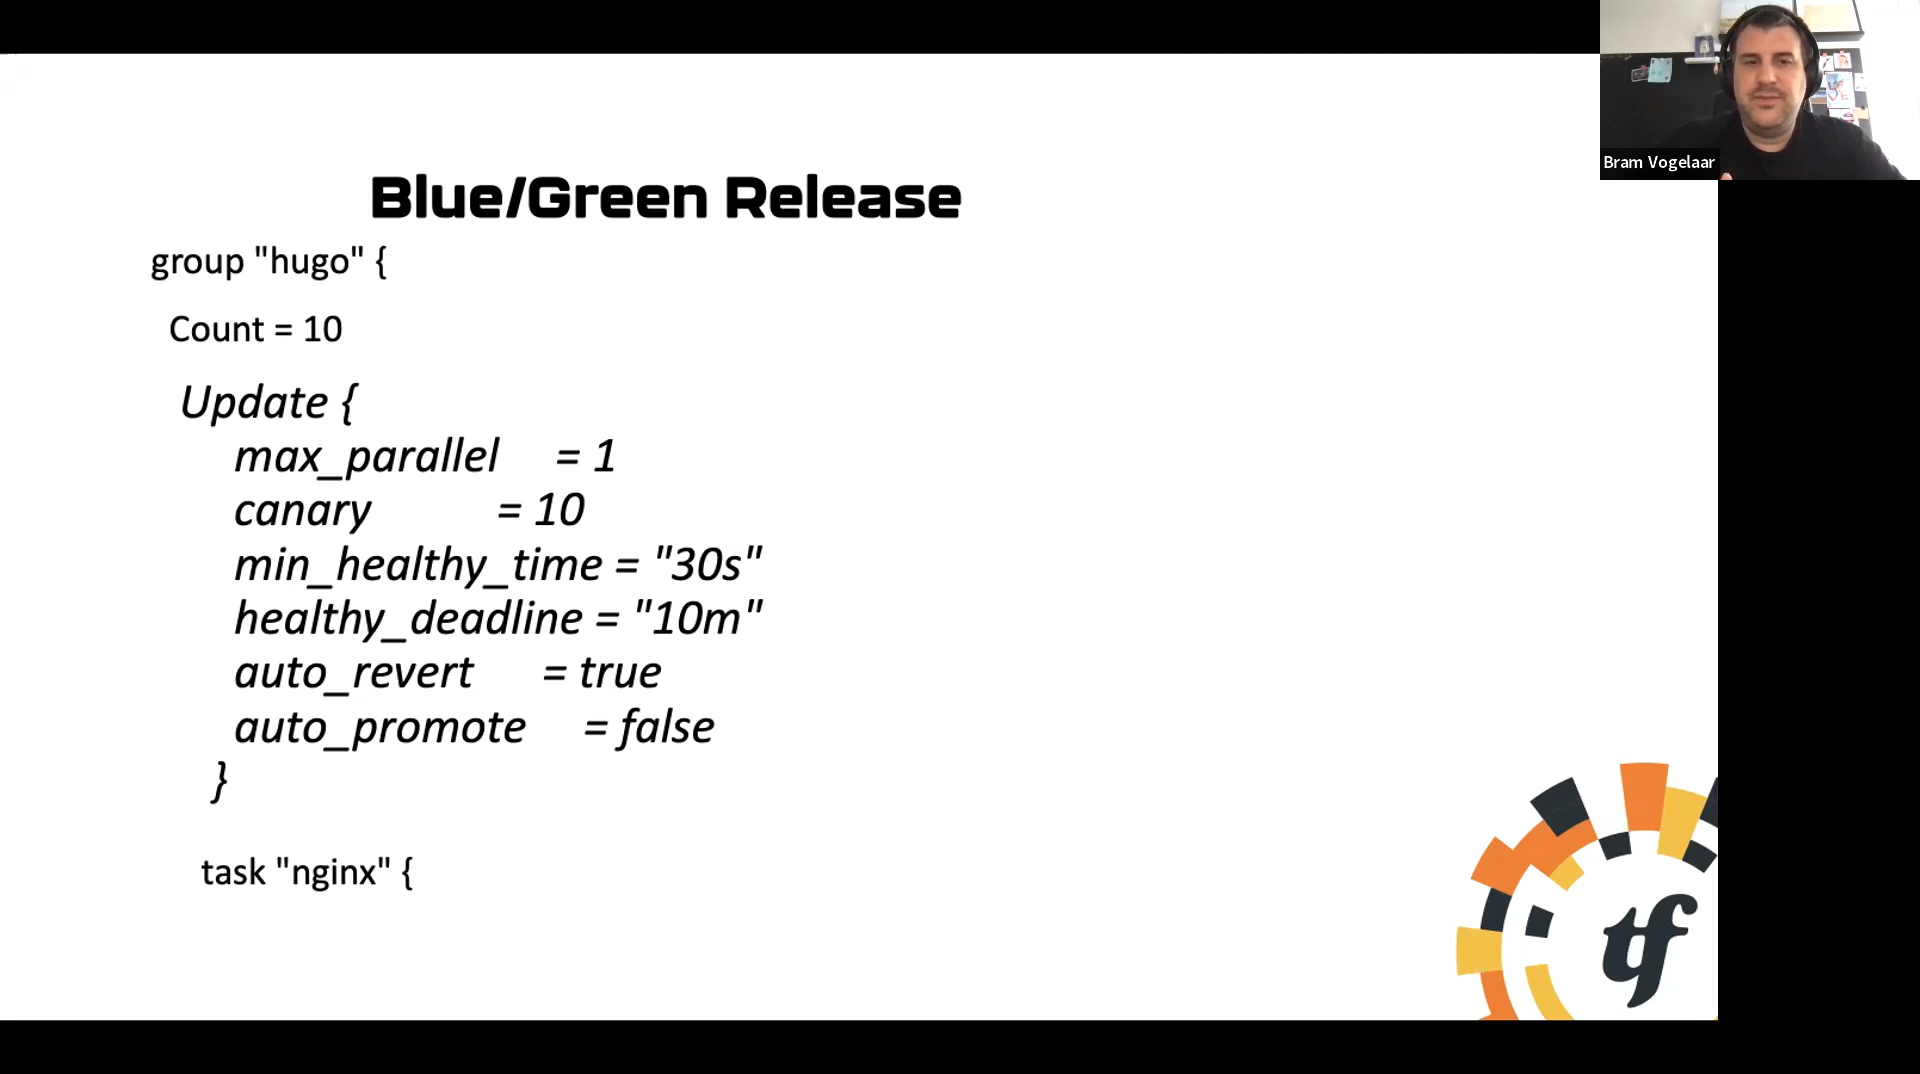 Bram Vogelaar
Blue/Green Release
group "hugo" {
Count = 10
Update {
max_parallel = 1
canary = 10
min_healthy_time = "30s"
healthy_deadline = "10m"
auto_revert = true
auto_promote = false
}
task "nginx" {
tf